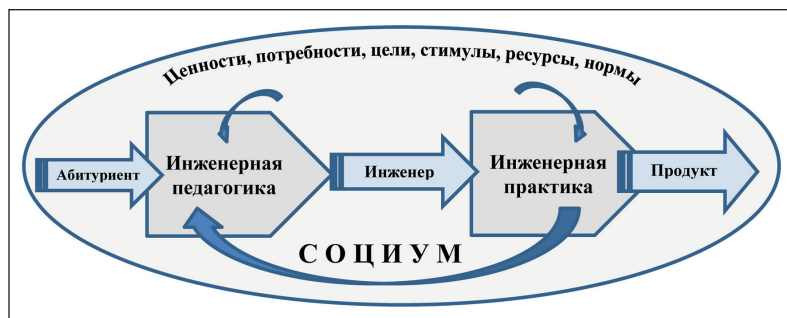 Ценности, потребности, цели, стимулы, ресурсы, нормы
Абитуриент
Инженерная
педагогика
Инженер
Инженерная
практика
Продукт
СОЦИУМ